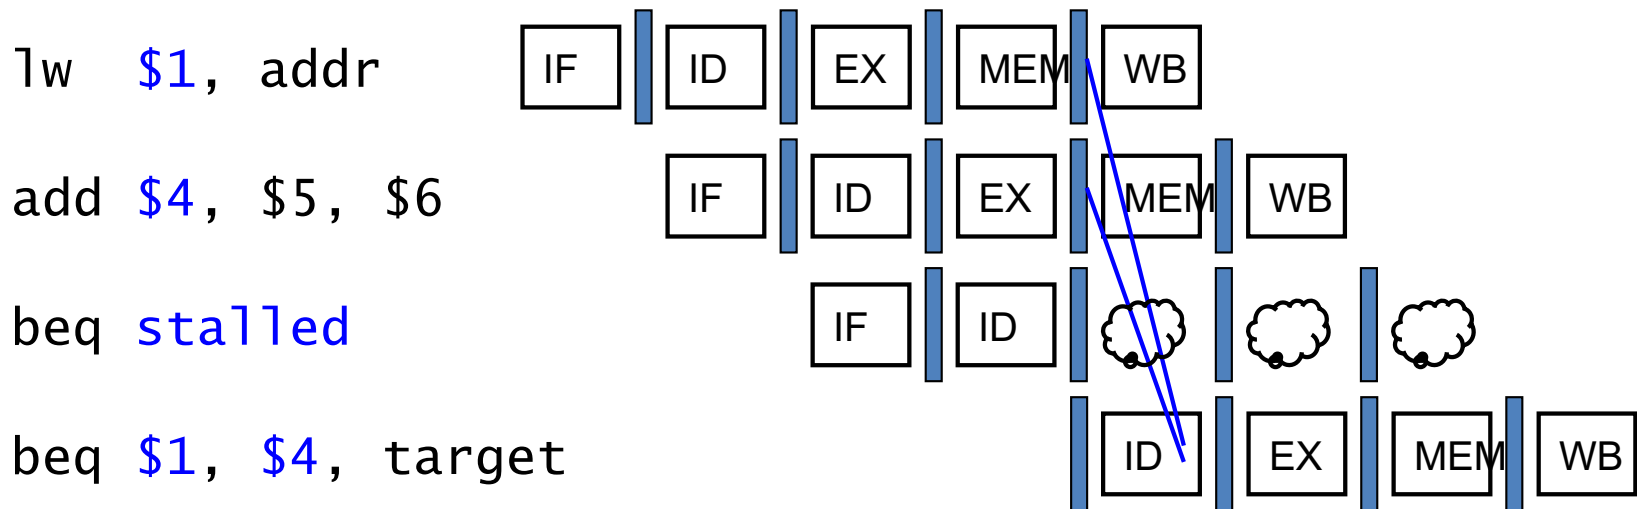 lw $1, addr IF ID EX MEM WB
add $4, $5, $6 IF ID EX MEM WB
beq stalled IF ID
beq $1, $4, target ID EX MEM WB